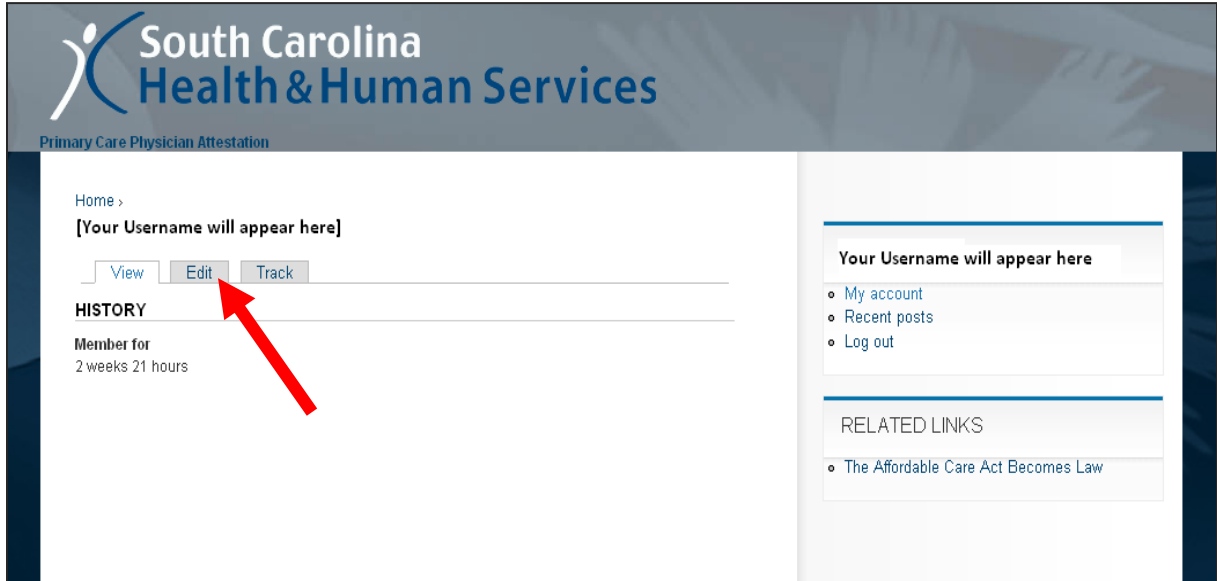 South Carolina
Health & Human Services
Primary Care Physician Attestation
Home ›
[Your Username will appear here]
View Edit Track
HISTORY
Member for
2 weeks 21 hours
Your Username will appear here
My account
Recent posts
Log out
RELATED LINKS
The Affordable Care Act Becomes Law